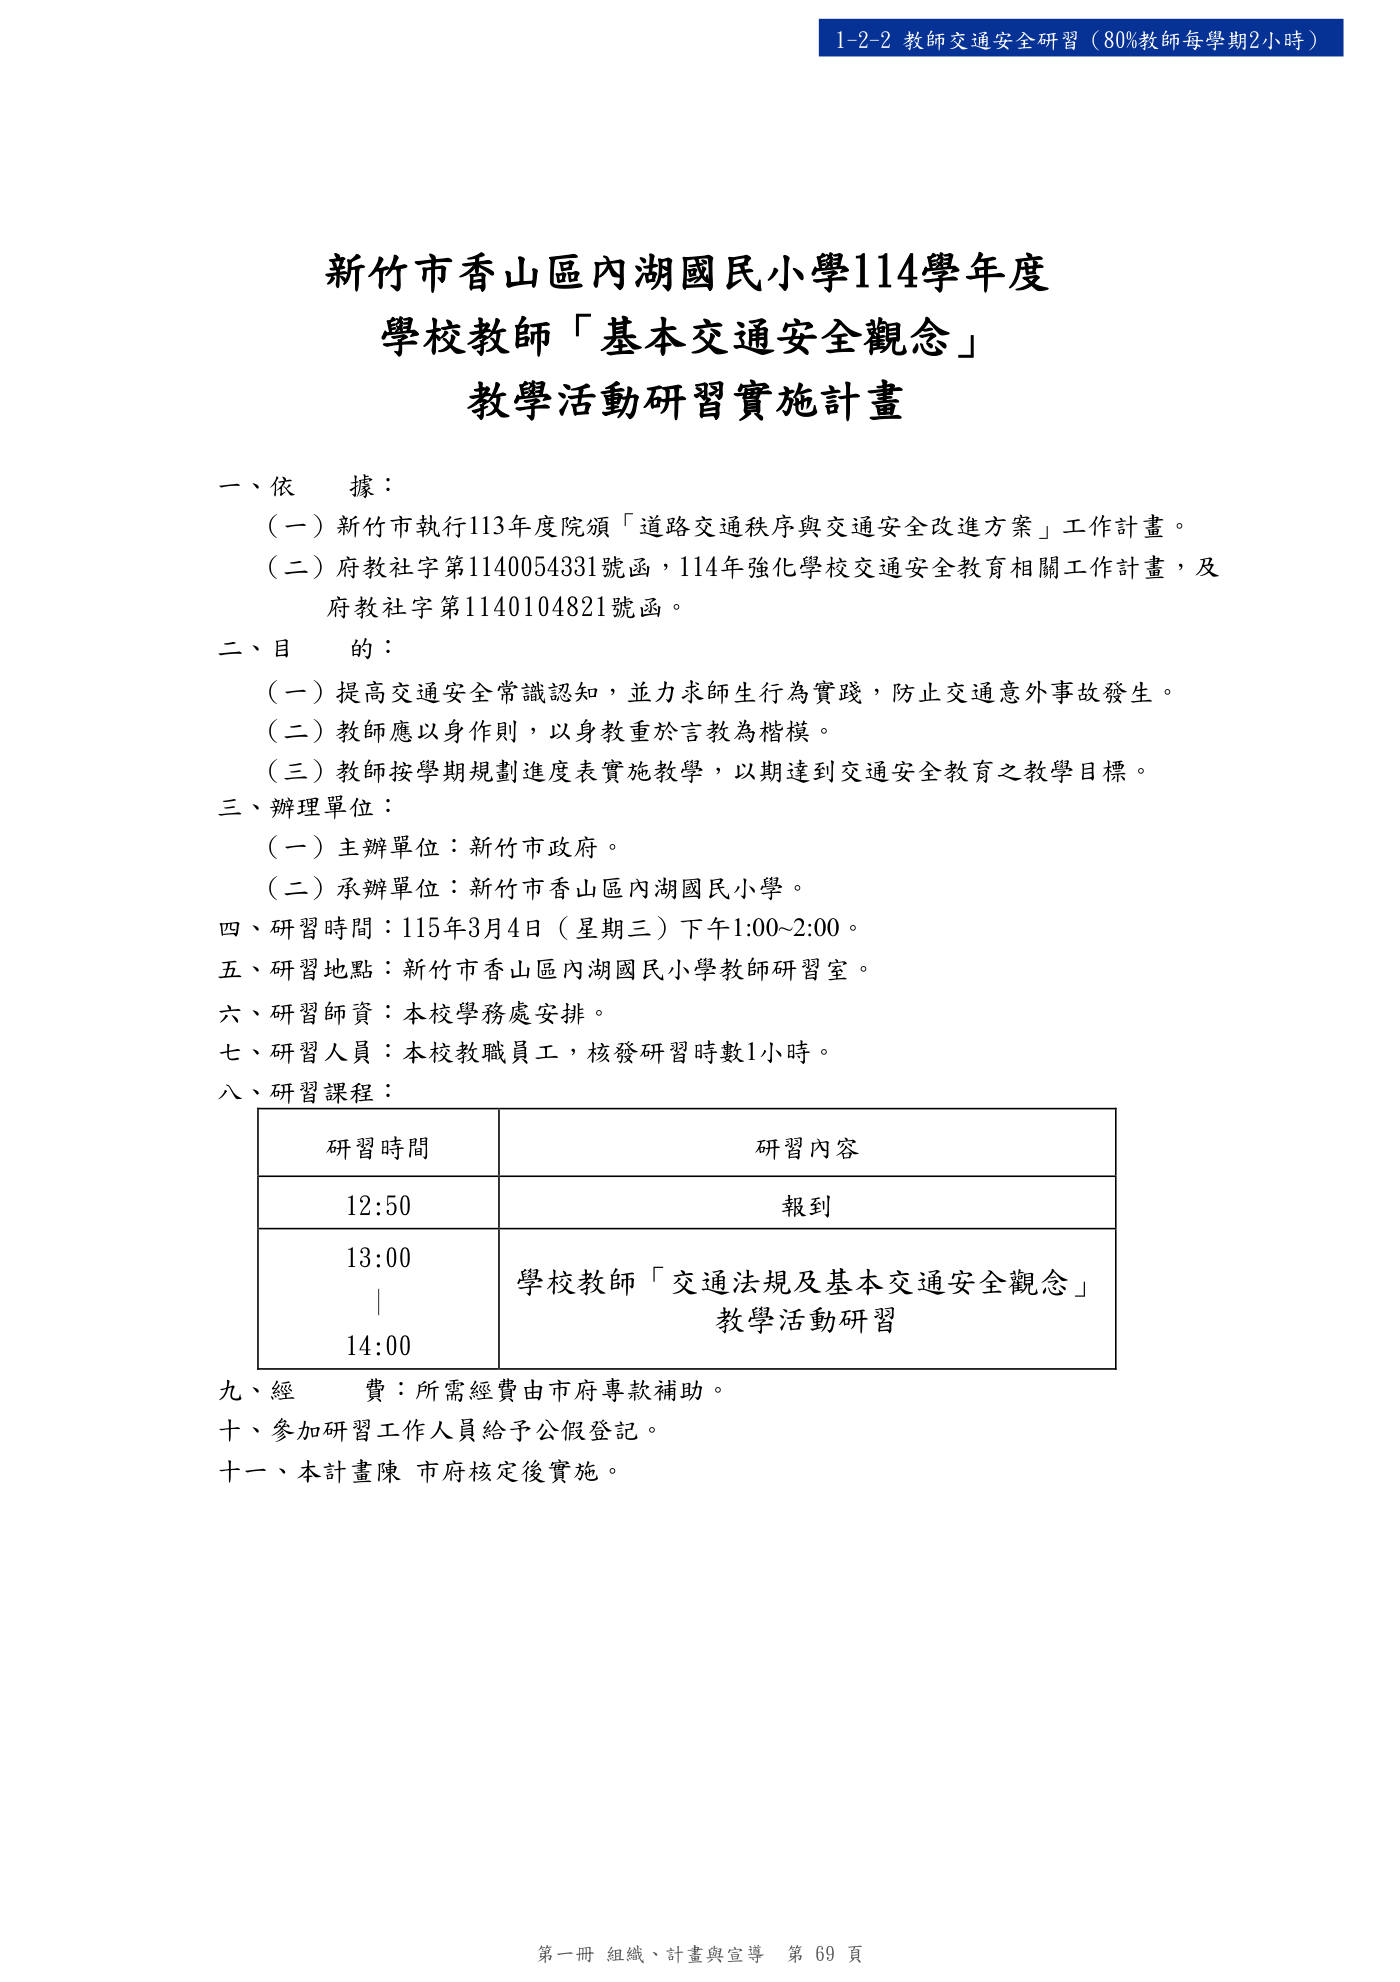 1-2-2 教師交通安全研習（80%教師每學期2小時）
新竹市香山區內湖國民小學114學年度
學校教師「基本交通安全觀念」
教學活動研習實施計畫
一、依　　據：
（一）新竹市執行113年度院頒「道路交通秩序與交通安全改進方案」工作計畫。
（二）府教社字第1140054331號函，114年強化學校交通安全教育相關工作計畫，及
府教社字第1140104821號函。
二、目　　的：
（一）提高交通安全常識認知，並力求師生行為實踐，防止交通意外事故發生。
（二）教師應以身作則，以身教重於言教為楷模。
（三）教師按學期規劃進度表實施教學，以期達到交通安全教育之教學目標。
三、辦理單位：
（一）主辦單位：新竹市政府。
（二）承辦單位：新竹市香山區內湖國民小學。
四、研習時間：115年3月4日（星期三）下午1:00~2:00。
五、研習地點：新竹市香山區內湖國民小學教師研習室。
六、研習師資：本校學務處安排。
七、研習人員：本校教職員工，核發研習時數1小時。
八、研習課程：
研習時間　研習內容
12:50　報到
13:00
｜
14:00
學校教師「交通法規及基本交通安全觀念」
教學活動研習
九、經　　費：所需經費由市府專款補助。
十、參加研習工作人員給予公假登記。
十一、本計畫陳 市府核定後實施。
第一冊 組織、計畫與宣導　第 69 頁